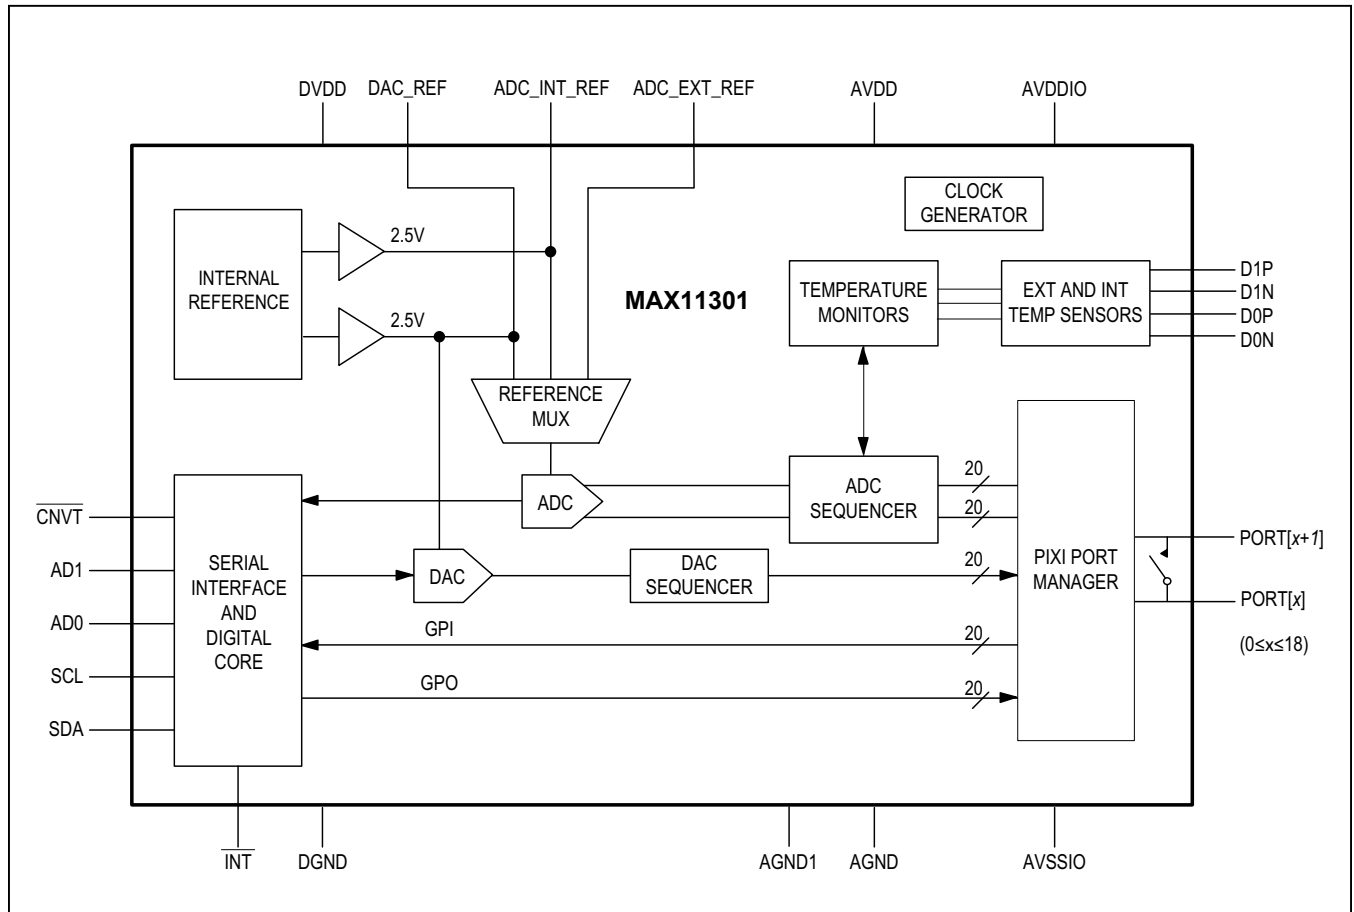 DVDD
DAC_REF
ADC_INT_REF
ADC_EXT_REF
AVDD
AVDDIO
CLOCK
GENERATOR
2.5V
INTERNAL
REFERENCE
2.5V
MAX11301
TEMPERATURE
MONITORS
EXT AND INT
TEMP SENSORS
D1P
D1N
D0P
D0N
REFERENCE
MUX
ADC
ADC
SEQUENCER
20
20
CNVT
AD1
AD0
SCL
SDA
SERIAL
INTERFACE
AND
DIGITAL
CORE
DAC
DAC
SEQUENCER
20
GPI
20
GPO
20
PIXI PORT
MANAGER
PORT[x+1]
PORT[x]
(0≤x≤18)
INT
DGND
AGND1
AGND
AVSSIO